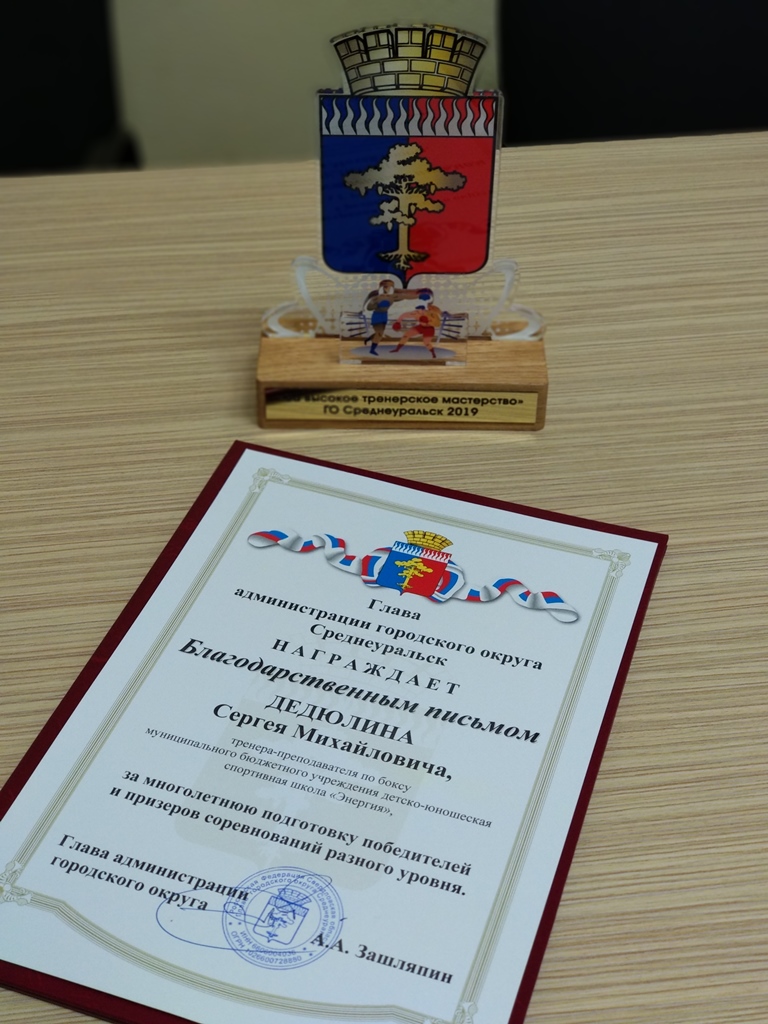 высокое тренерское мастерство»
ГО Среднеуральск 2019
Глава
администрации городского округа
Среднеуральск
НАГРАЖДАЕТ
Благодарственным письмом
ДЕДЮЛИНА
Сергея Михайловича,
тренера-преподавателя по боксу
муниципального бюджетного учреждения детско-юношеская
спортивная школа «Энергия»,
за многолетнюю подготовку победителей
и призеров соревнований разного уровня.
Глава администрации
городского округа
А.А. Зашляпин